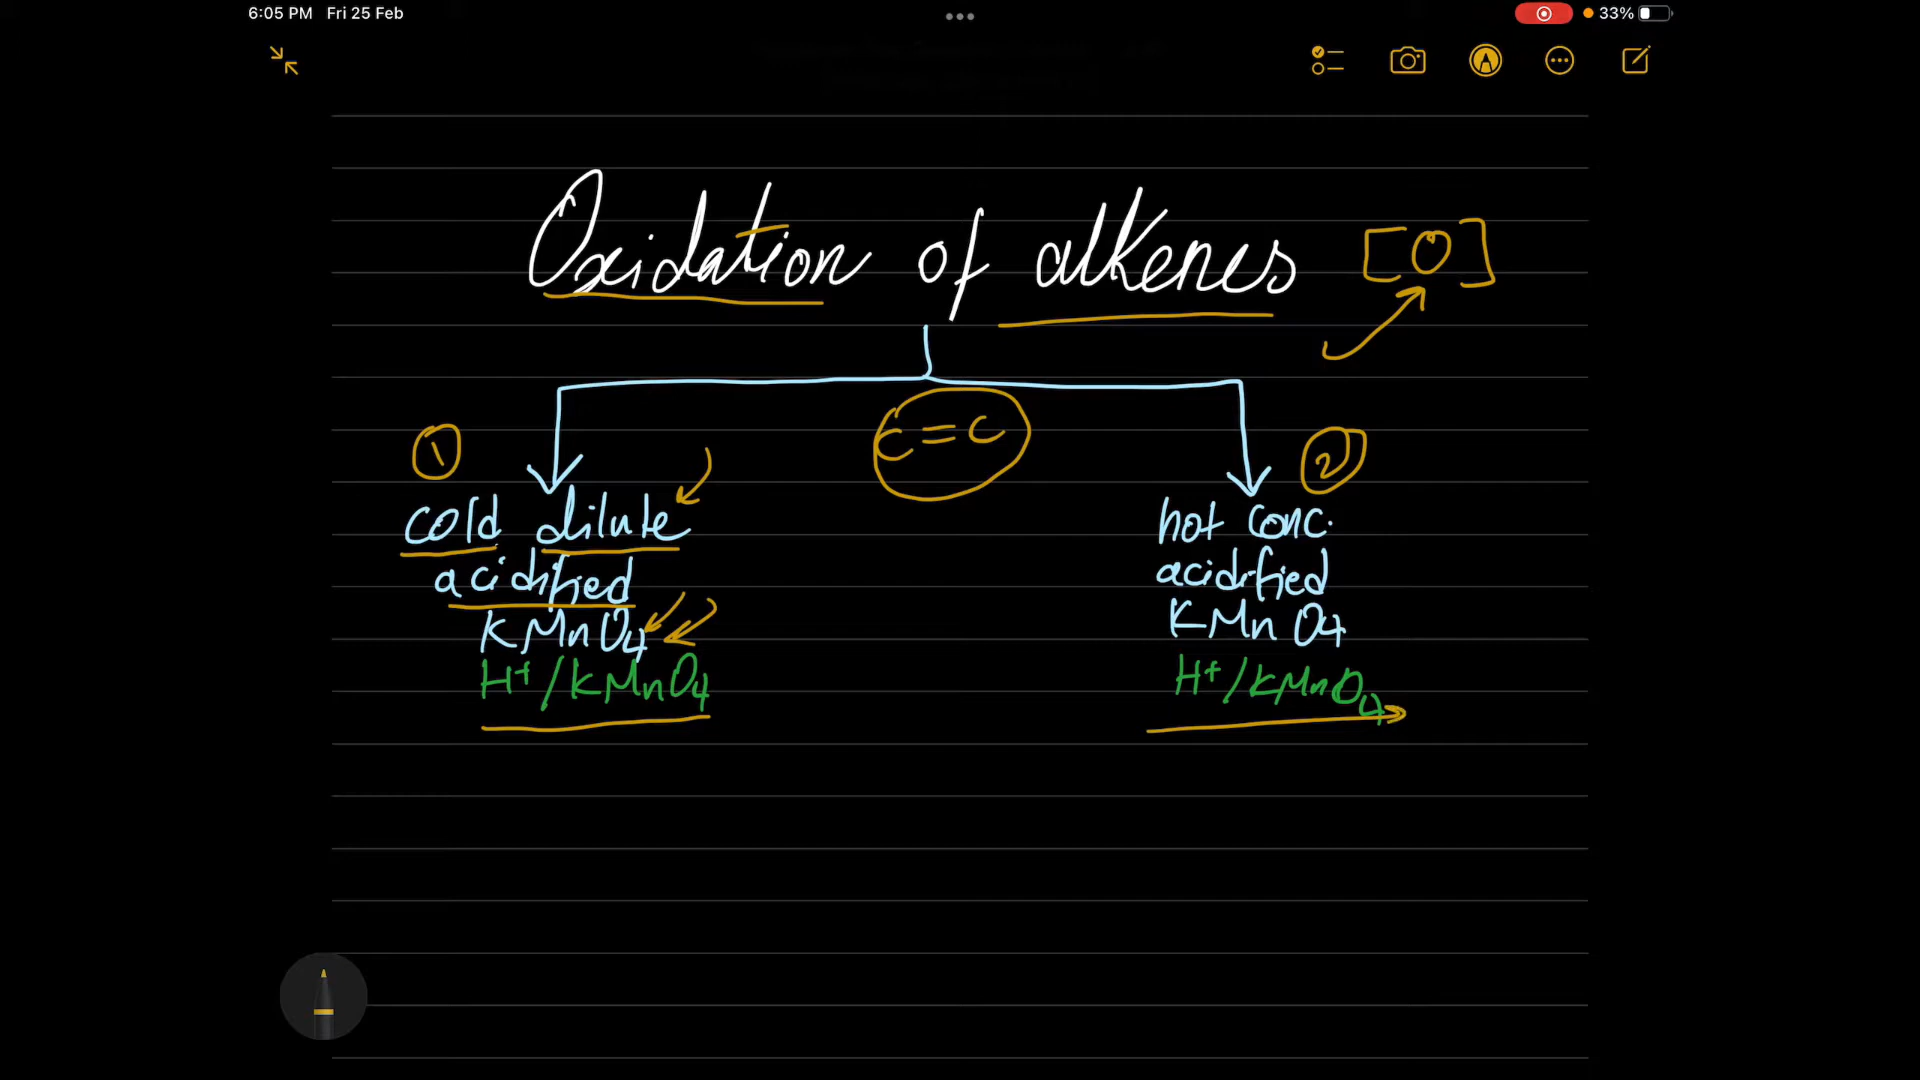 6:05 PM Fri 25 Feb
33%
Oxidation of alkenes [O]
C=C
1
2
cold dilute
acidified
KMnO4
H+/KMnO4
hot conc.
acidified
KMnO4
H+/KMnO4